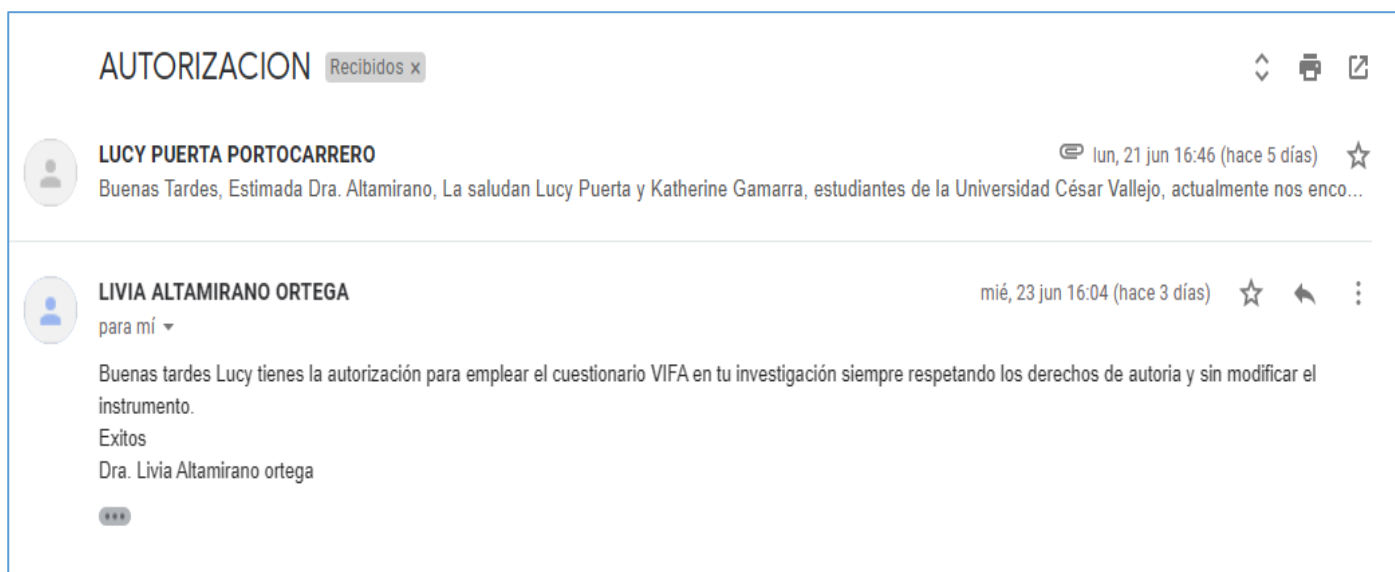 AUTORIZACION Recibidos x
LUCY PUERTA PORTOCARRERO lun, 21 jun 16:46 (hace 5 días)
Buenas Tardes, Estimada Dra. Altamirano, La saludan Lucy Puerta y Katherine Gamarra, estudiantes de la Universidad César Vallejo, actualmente nos enco...
LIVIA ALTAMIRANO ORTEGA mié, 23 jun 16:04 (hace 3 días)
para mí
Buenas tardes Lucy tienes la autorización para emplear el cuestionario VIFA en tu investigación siempre respetando los derechos de autoria y sin modificar el
instrumento.
Exitos
Dra. Livia Altamirano ortega